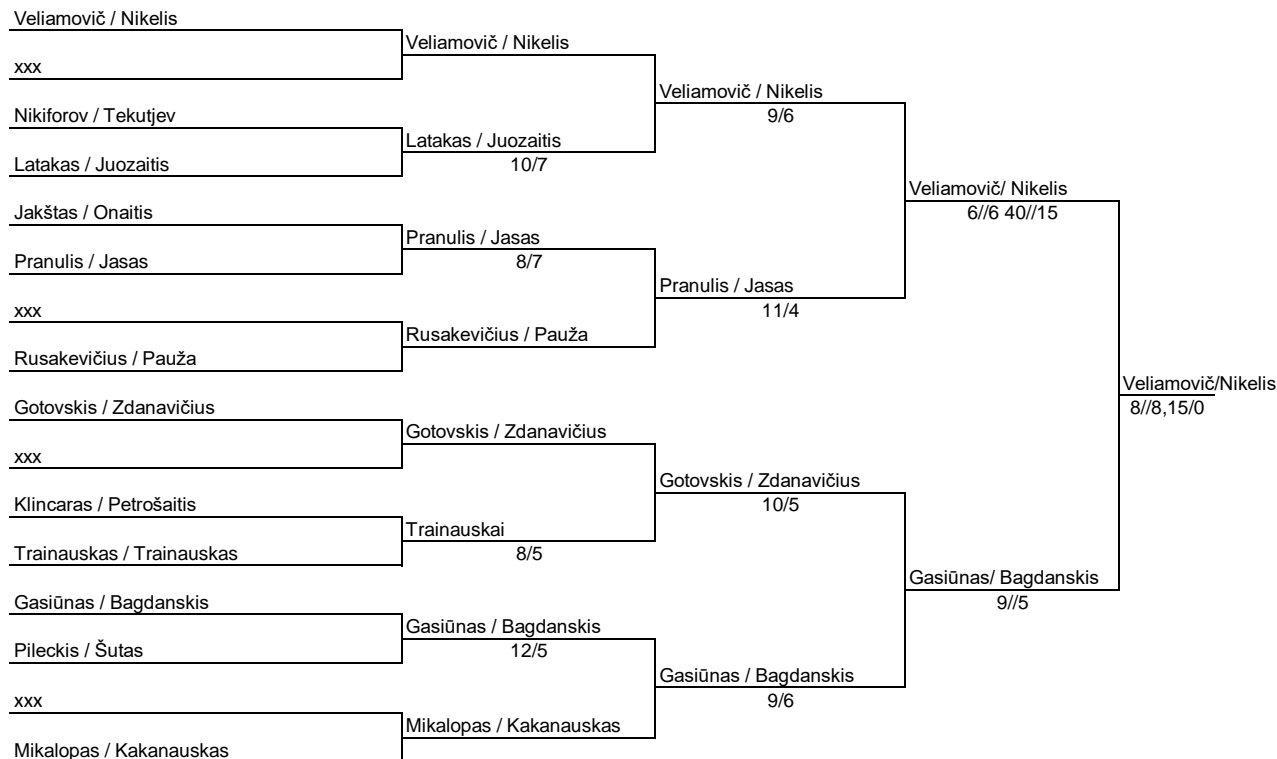 Veliamovič / Nikelis
xxx
Nikiforov / Tekutjev
Latakas / Juozaitis
Jakštas / Onaitis
Pranulis / Jasas
xxx
Rusakevičius / Pauža
Gotovskis / Zdanavičius
xxx
Klincaras / Petrošaitis
Trainauskas / Trainauskas
Gasiūnas / Bagdanskis
Pileckis / Šutas
xxx
Mikalopas / Kakanauskas
Veliamovič / Nikelis
Latakas / Juozaitis
10/7
Pranulis / Jasas
8/7
Rusakevičius / Pauža
Gotovskis / Zdanavičius
Trainauskai
8/5
Gasiūnas / Bagdanskis
12/5
Mikalopas / Kakanauskas
Veliamovič / Nikelis
9/6
Pranulis / Jasas
11/4
Gotovskis / Zdanavičius
10/5
Gasiūnas / Bagdanskis
9/6
Veliamovič/ Nikelis
6//6 40//15
Gasiūnas/ Bagdanskis
9//5
Veliamovič/Nikelis
8//8,15/0